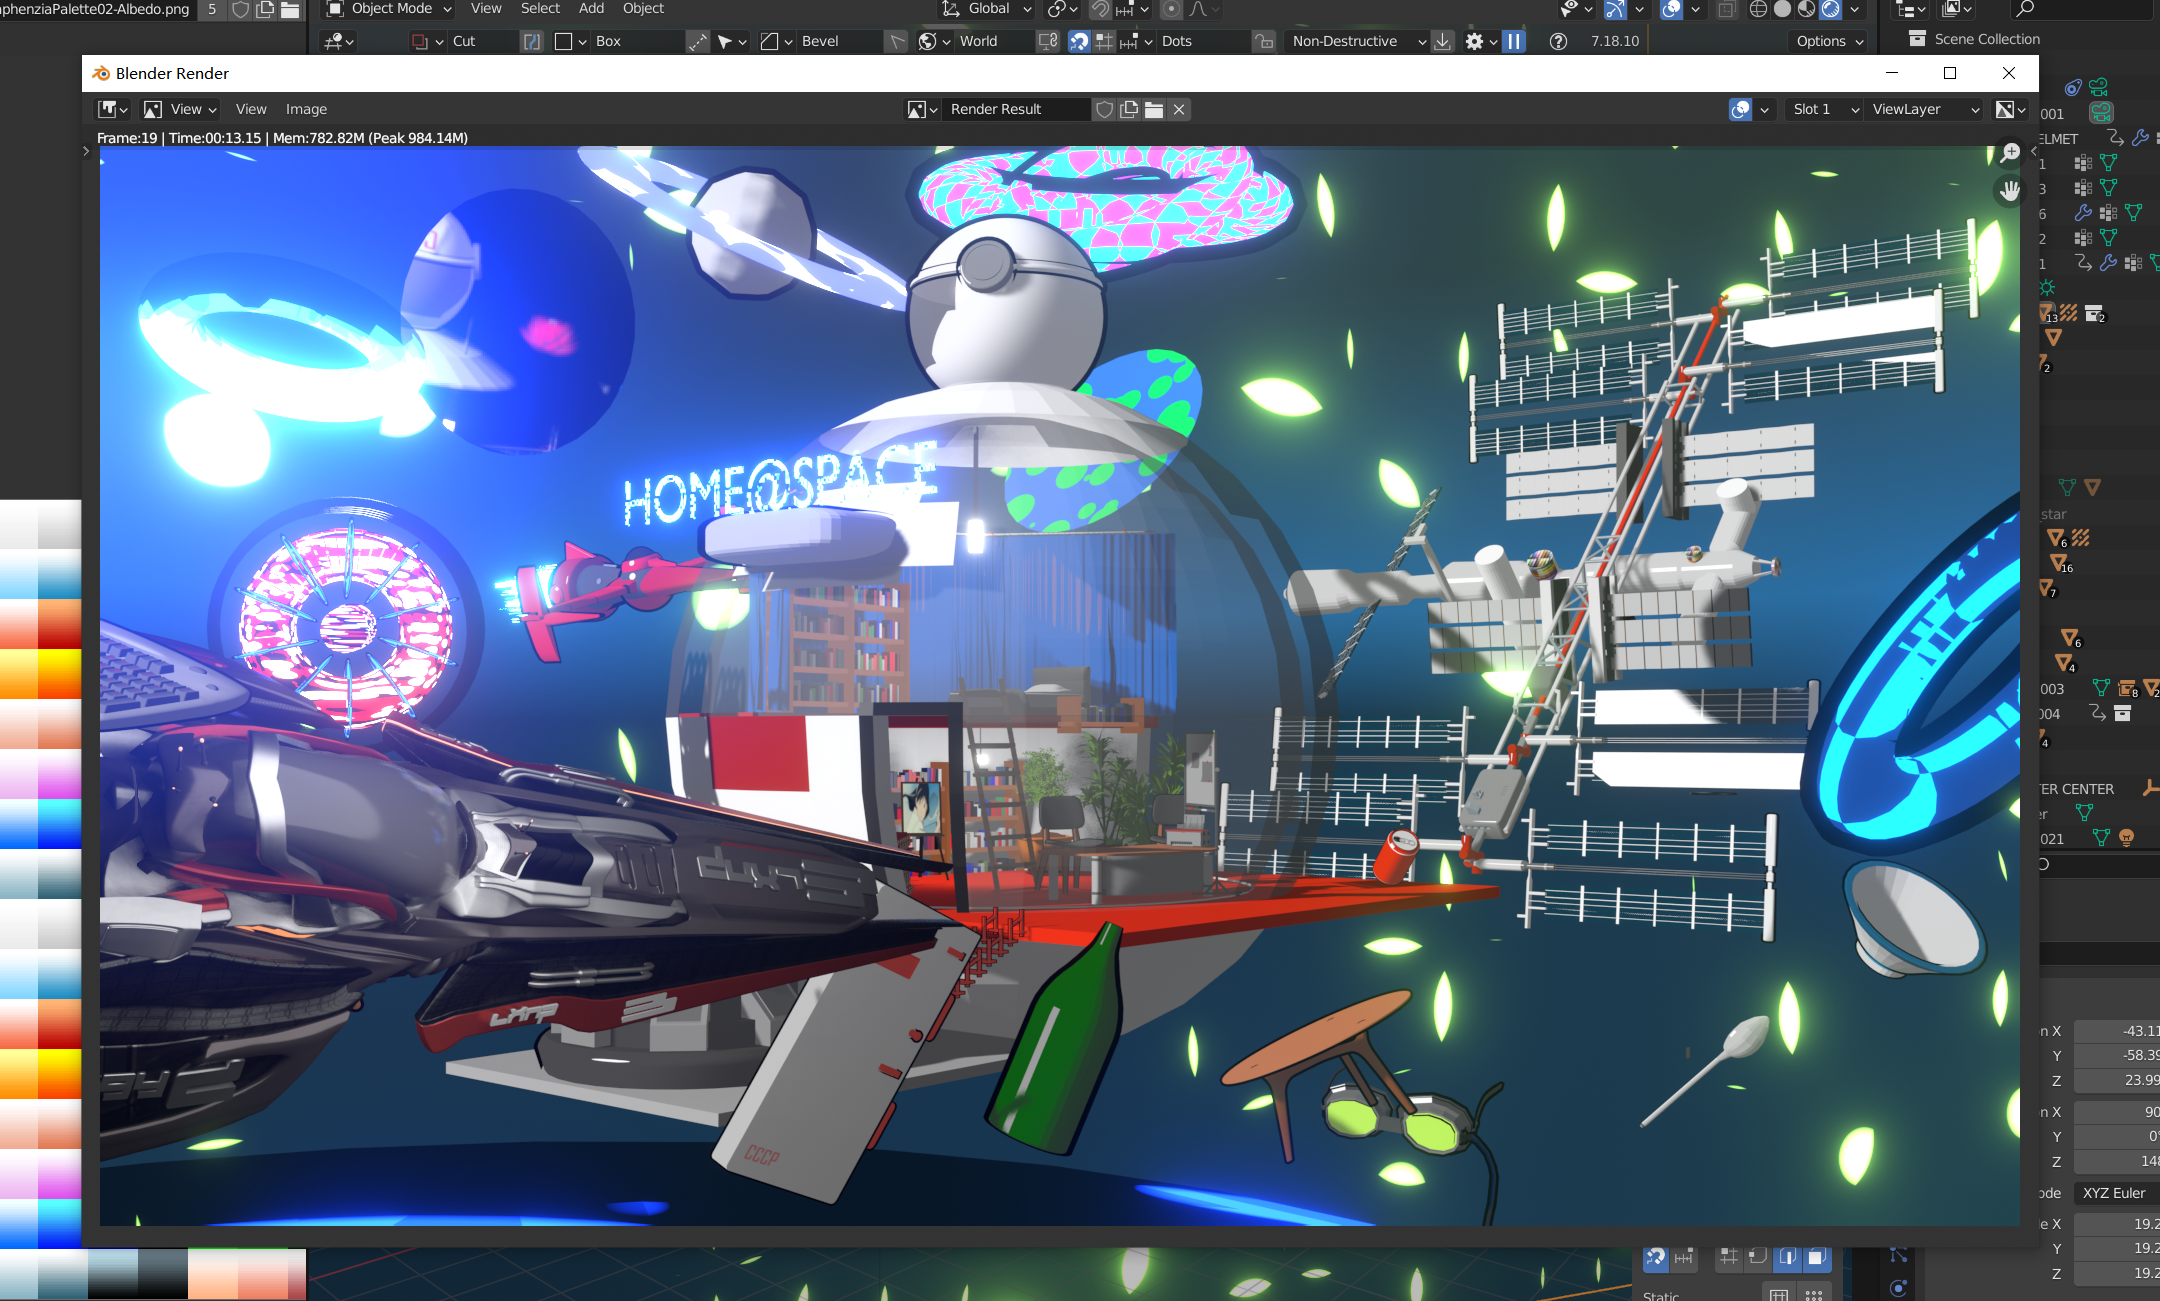 aphenziaPalette02-Albedo.png 5 Object Mode View Select Add Object Global
Cut Box Bevel World Dots Non-Destructive 7.18.10 Options Scene Collection
Blender Render
View View Image Render Result Slot 1 ViewLayer
Frame:19 | Time:00:13.15 | Mem:782.82M (Peak 984.14M)
001
ELMET
1
3
6
2
1
13 2
2
star
6
16
7
6
4
003 8 2
004
4
TER CENTER
er
021
HOME@SPACE
CCCP
n X -43.11
Y -58.39
Z 23.99
n X 90
Y 0°
Z 148
ode XYZ Euler
e X 19.2
Y 19.2
Z 19.2
Static